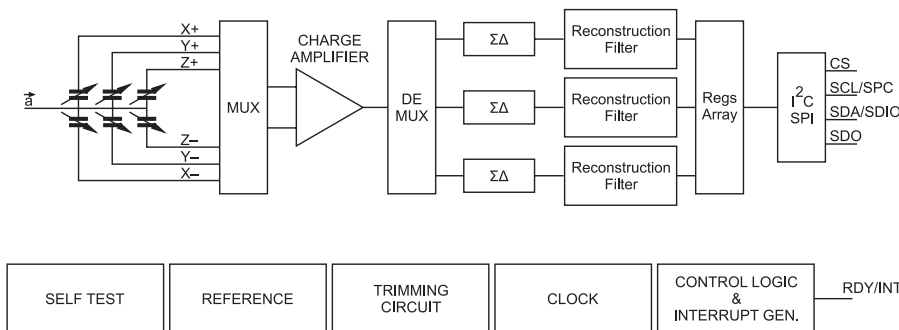 X+
Y+
Z+
CHARGE
AMPLIFIER
a
MUX
Z−
Y−
X−
DE
MUX
ΣΔ
ΣΔ
ΣΔ
Reconstruction
Filter
Reconstruction
Filter
Reconstruction
Filter
Regs
Array
I²C
SPI
CS
SCL/SPC
SDA/SDIO
SDO
SELF TEST
REFERENCE
TRIMMING
CIRCUIT
CLOCK
CONTROL LOGIC
&
INTERRUPT GEN.
RDY/INT